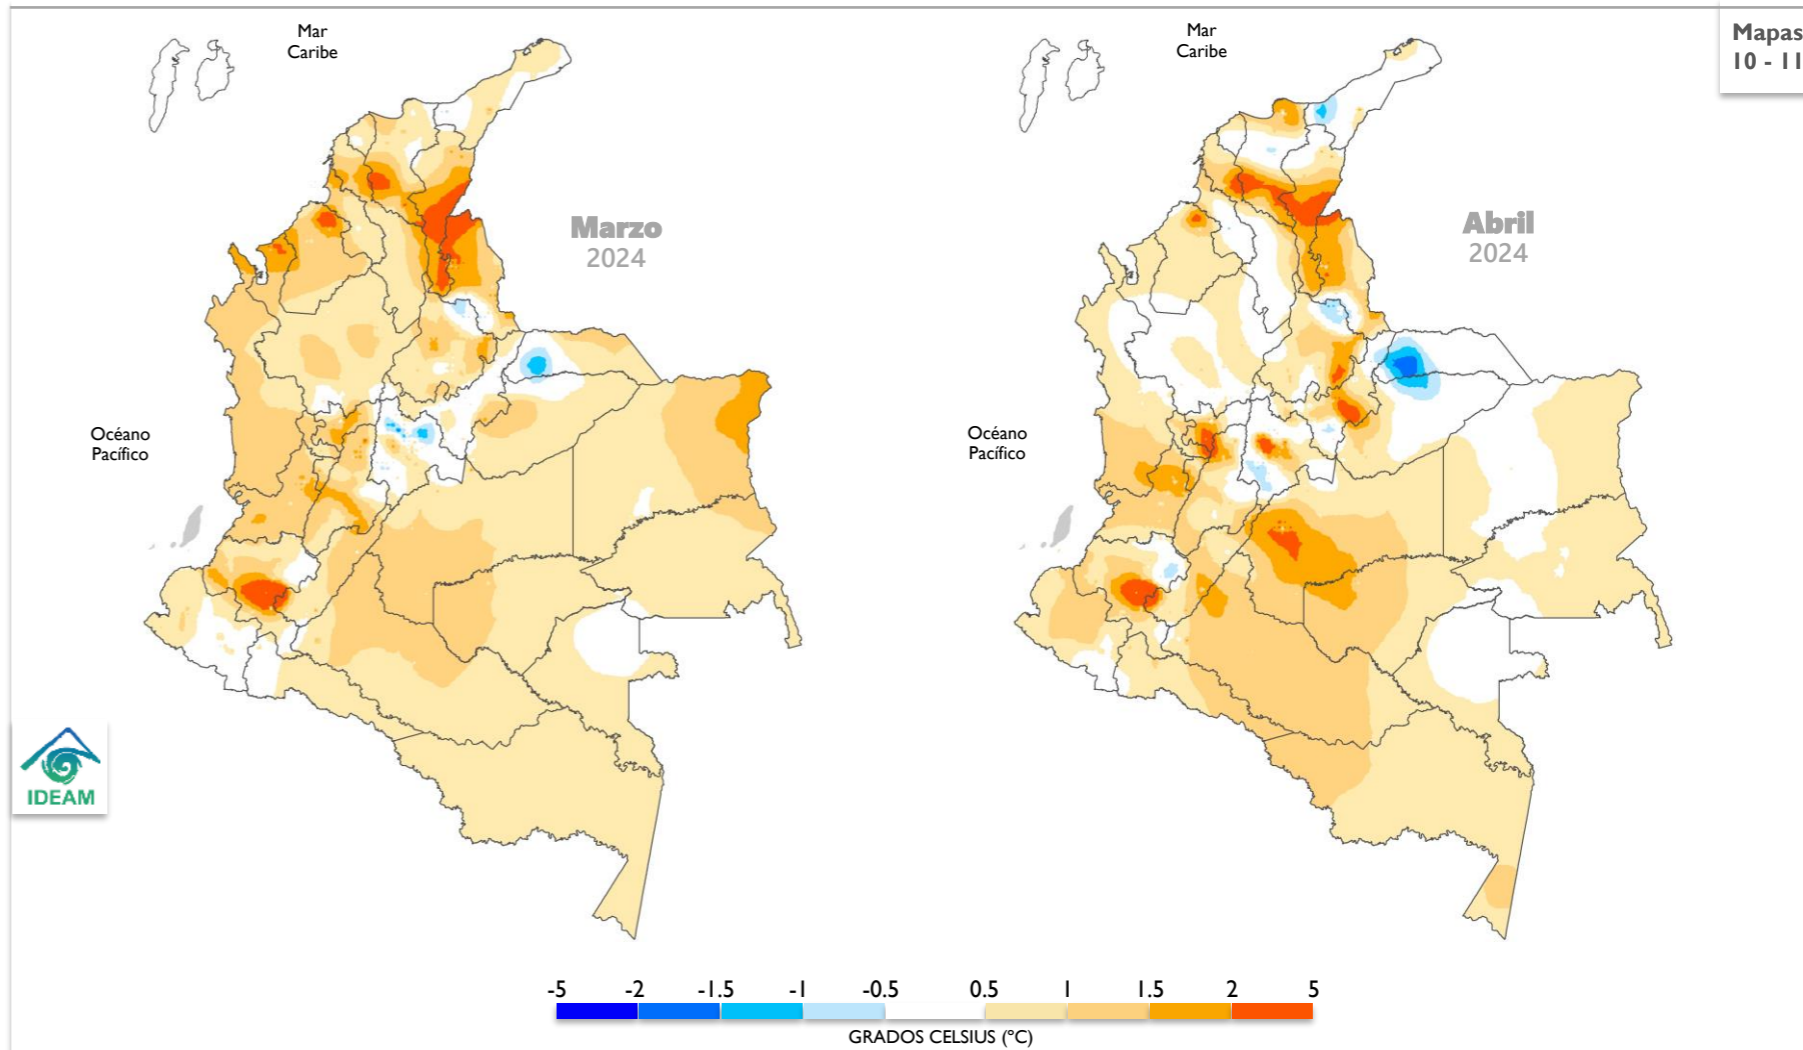 Mar
Caribe
Mar
Caribe
Mapas
10 - 11
Marzo
2024
Abril
2024
Océano
Pacífico
Océano
Pacífico
IDEAM
-5 -2 -1.5 -1 -0.5 0.5 1 1.5 2 5
GRADOS CELSIUS (°C)